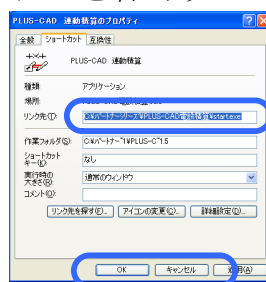 PLUS-CAD 連動積算のプロパティ
全般 ショートカット 互換性
PLUS-CAD 連動積算
種類 アプリケーション
場所:
リンク先(T): C:¥パートナーツーズ¥PLUS-CAD電設積算¥start.exe
作業フォルダ(S): C:¥パートナー~1¥PLUS-C~1.5
ショートカット
キー(K): なし
実行時の
大きさ(R): 通常のウィンドウ
コメント(O):
リンク先を探す(F)... アイコンの変更(C)... 詳細設定(D)...
OK キャンセル 適用(A)